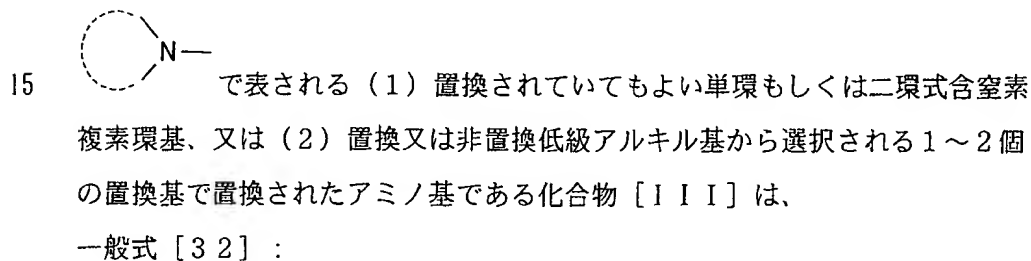 N—
15 で表される（1）置換されていてもよい単環もしくは二環式含窒素
複素環基、又は（2）置換又は非置換低級アルキル基から選択される1～2個
の置換基で置換されたアミノ基である化合物［III］は、
一般式［32］：